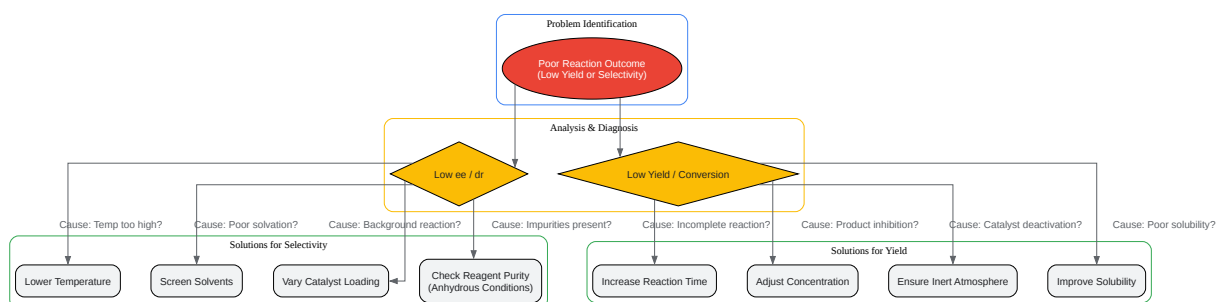 Problem Identification
Poor Reaction Outcome
(Low Yield or Selectivity)
Analysis & Diagnosis
Low ee / dr
Low Yield / Conversion
Cause: Temp too high?
Cause: Poor solvation?
Cause: Background reaction?
Cause: Impurities present?
Cause: Incomplete reaction?
Cause: Product inhibition?
Cause: Catalyst deactivation?
Cause: Poor solubility?
Solutions for Selectivity
Lower Temperature
Screen Solvents
Vary Catalyst Loading
Check Reagent Purity
(Anhydrous Conditions)
Solutions for Yield
Increase Reaction Time
Adjust Concentration
Ensure Inert Atmosphere
Improve Solubility